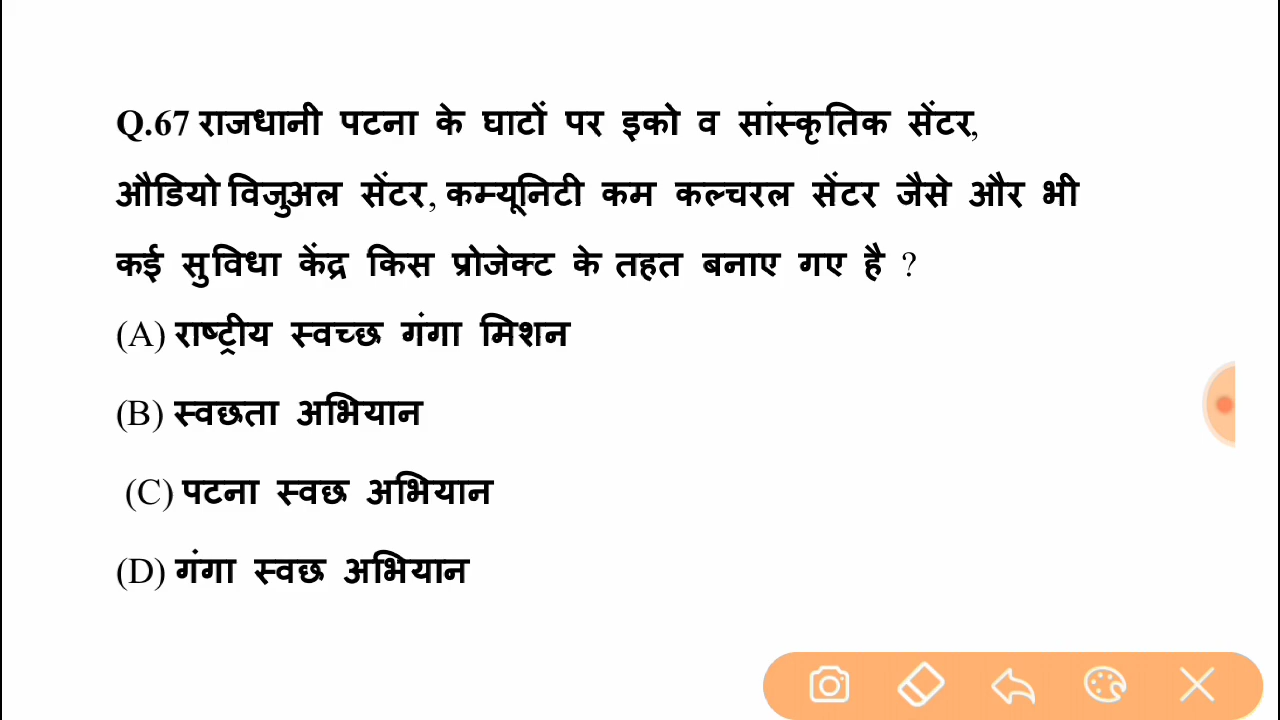 Q.67 राजधानी पटना के घाटों पर इको व सांस्कृतिक सेंटर,
औडियो विजुअल सेंटर, कम्यूनिटी कम कल्चरल सेंटर जैसे और भी
कई सुविधा केंद्र किस प्रोजेक्ट के तहत बनाए गए है ?
(A) राष्ट्रीय स्वच्छ गंगा मिशन
(B) स्वछता अभियान
(C) पटना स्वछ अभियान
(D) गंगा स्वछ अभियान